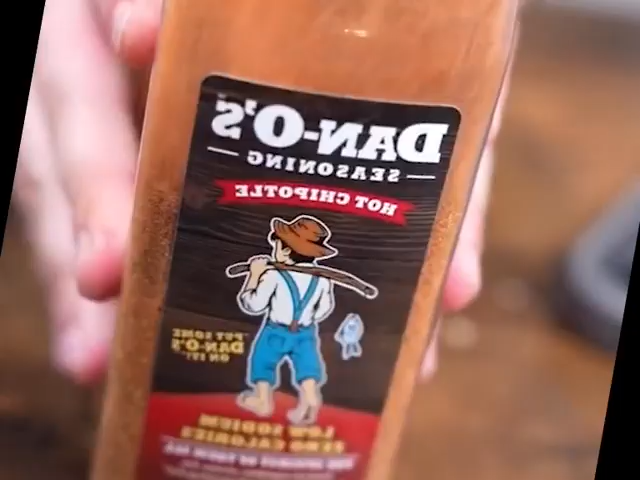 DAN-O'S
SEASONING
HOT CHIPOTLE
"PUT SOME
DAN-O'S
ON IT!"
LOW SODIUM
ZERO CALORIES